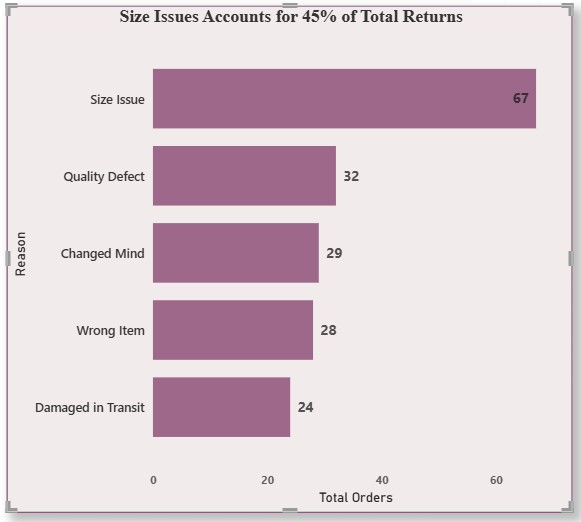 Size Issues Accounts for 45% of Total Returns
Size Issue 67
Quality Defect 32
Changed Mind 29
Wrong Item 28
Damaged in Transit 24
Reason
0 20 40 60
Total Orders